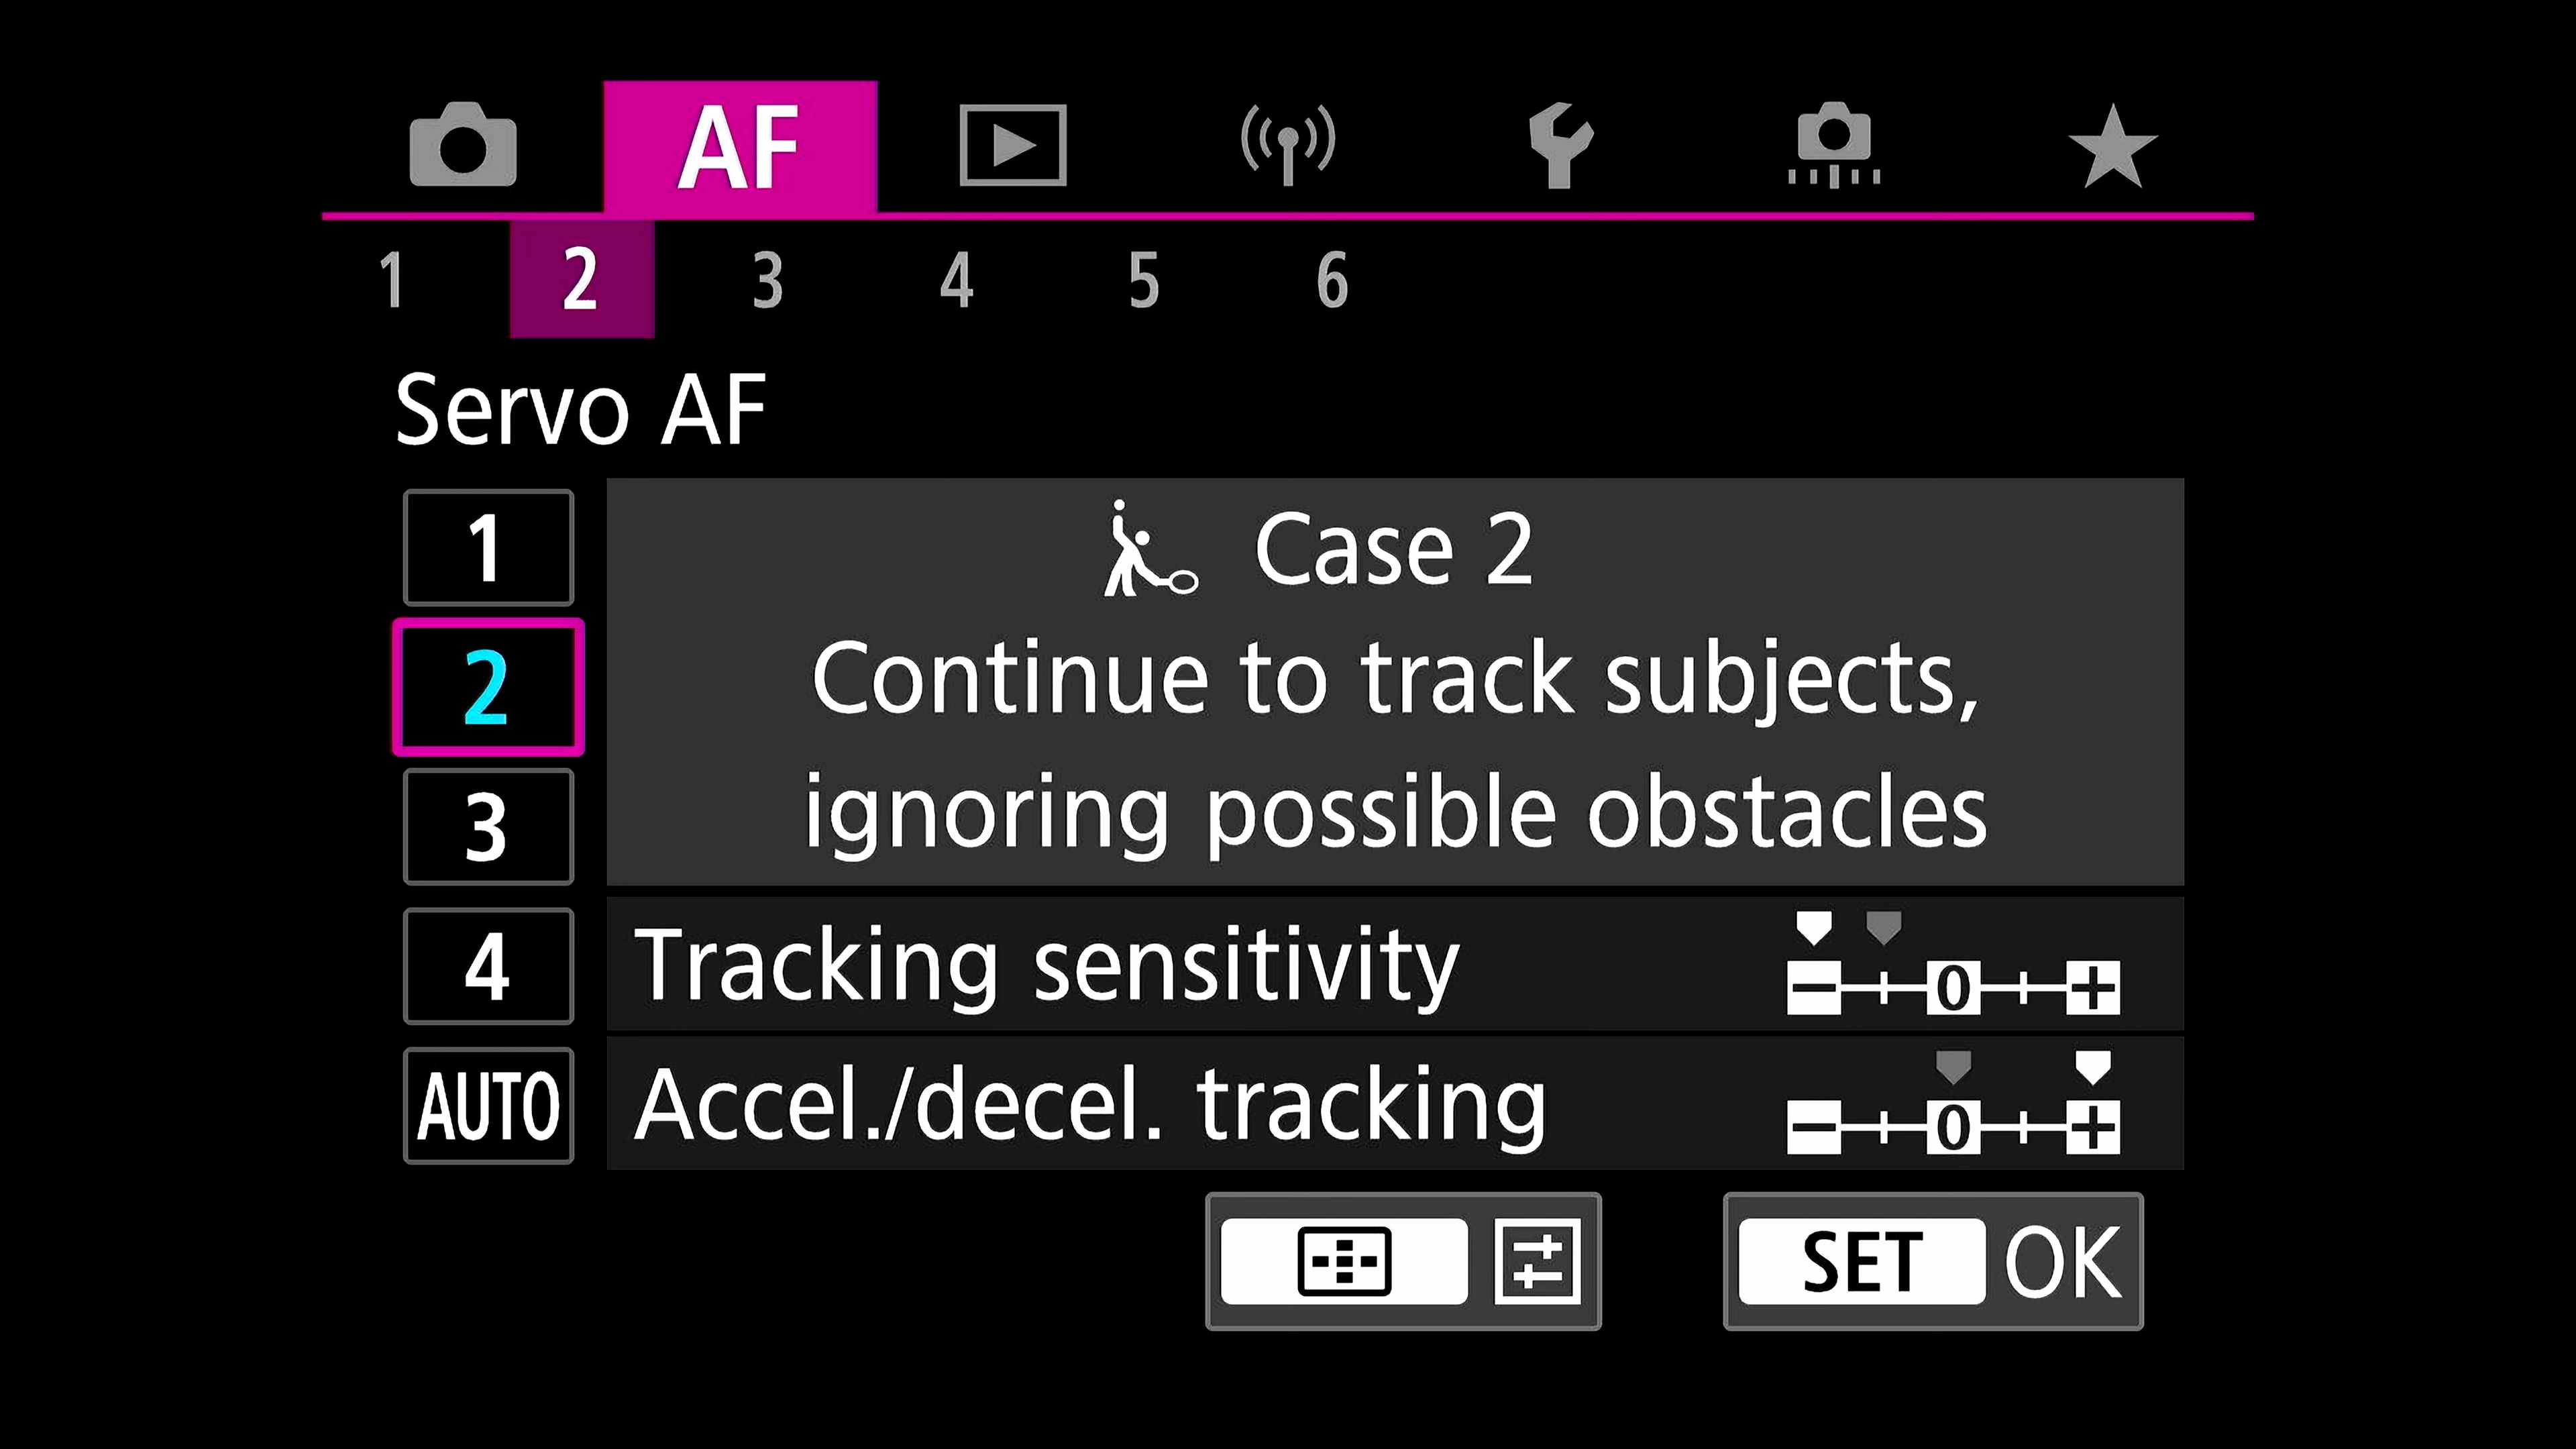 AF
1 2 3 4 5 6
Servo AF
1
Case 2
2
Continue to track subjects,
ignoring possible obstacles
3
4
Tracking sensitivity
− 0 +
AUTO
Accel./decel. tracking
− 0 +
SET OK